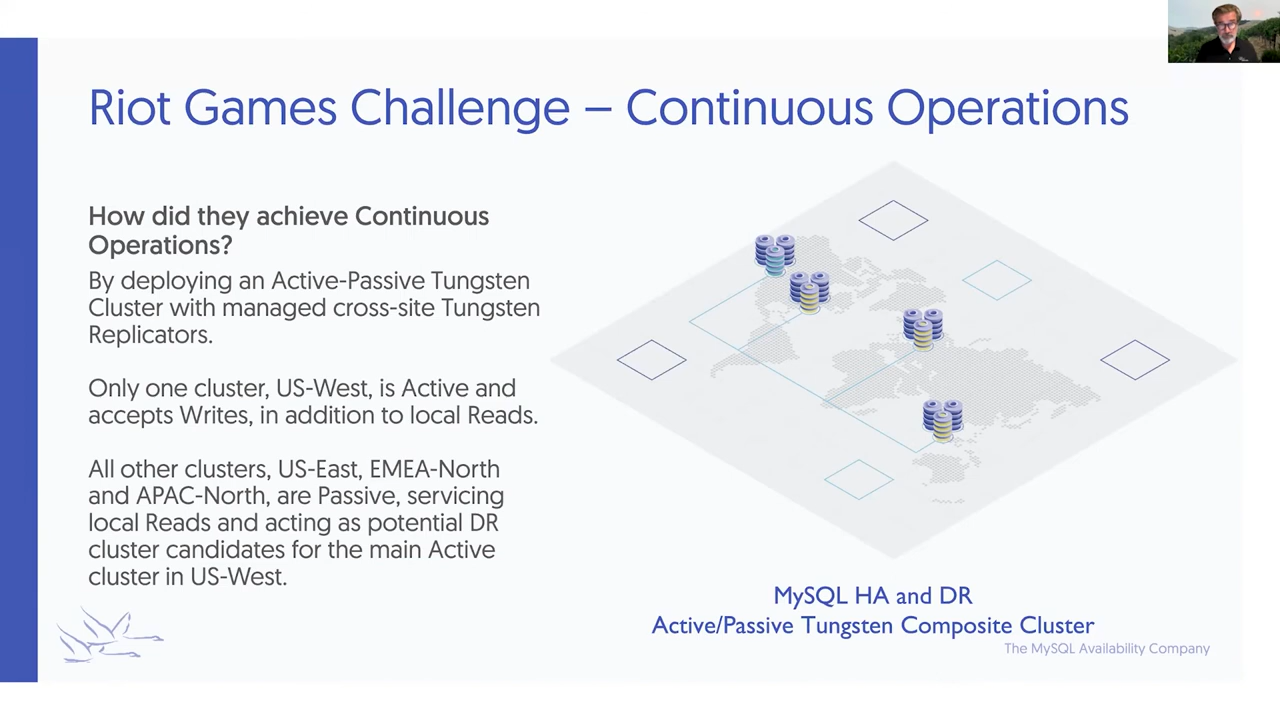 Riot Games Challenge – Continuous Operations
How did they achieve Continuous
Operations?
By deploying an Active-Passive Tungsten
Cluster with managed cross-site Tungsten
Replicators.
Only one cluster, US-West, is Active and
accepts Writes, in addition to local Reads.
All other clusters, US-East, EMEA-North
and APAC-North, are Passive, servicing
local Reads and acting as potential DR
cluster candidates for the main Active
cluster in US-West.
MySQL HA and DR
Active/Passive Tungsten Composite Cluster
The MySQL Availability Company